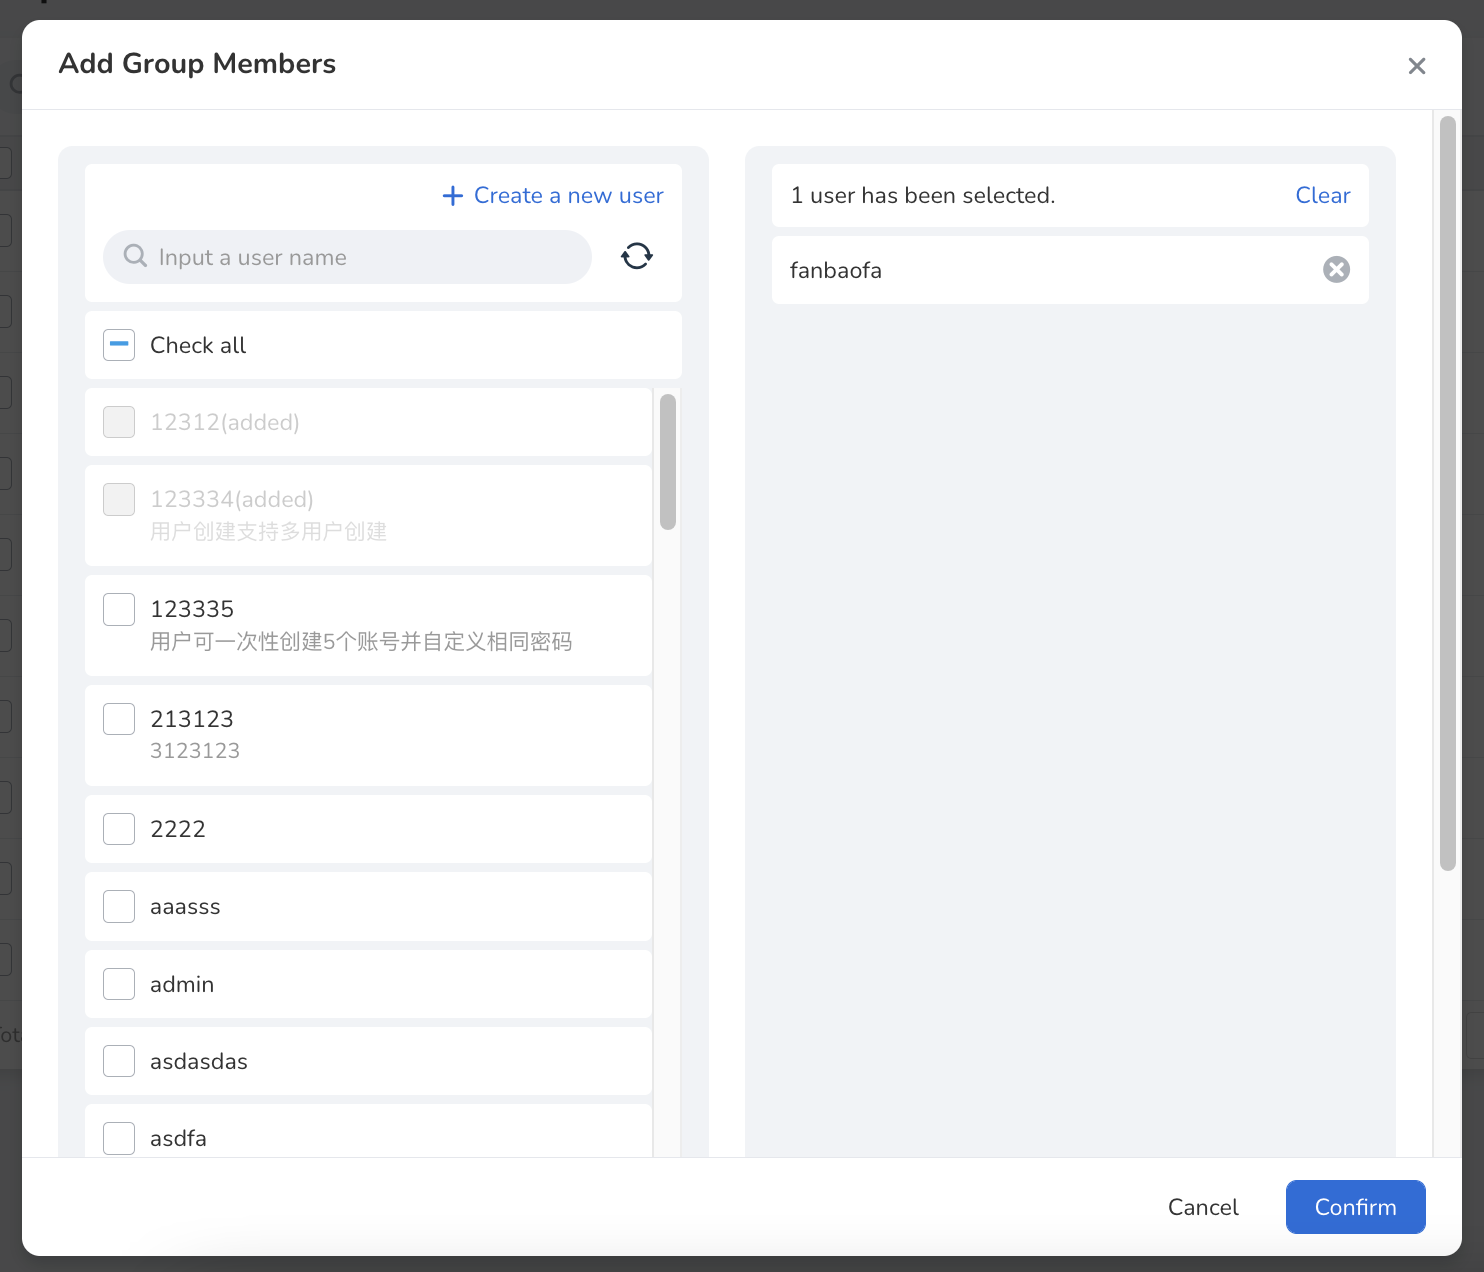 Add Group Members
Create a new user
Input a user name
Check all
12312(added)
123334(added)
用户创建支持多用户创建
123335
用户可一次性创建5个账号并自定义相同密码
213123
3123123
2222
aaasss
admin
asdasdas
asdfa
1 user has been selected.
Clear
fanbaofa
Cancel
Confirm